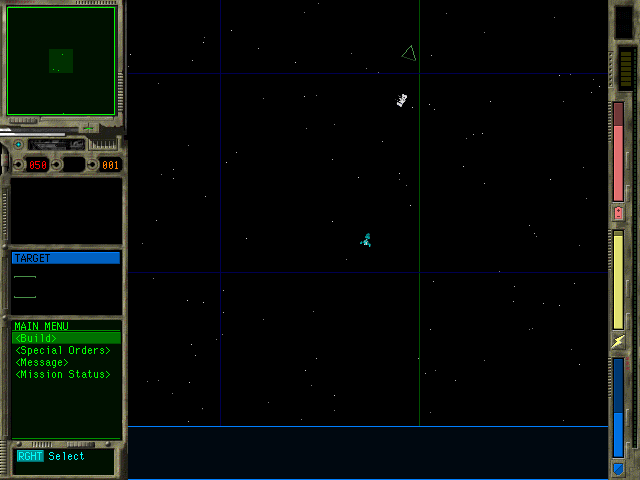 050 001
TARGET
MAIN MENU
<Build>
<Special Orders>
<Message>
<Mission Status>
RGHT Select